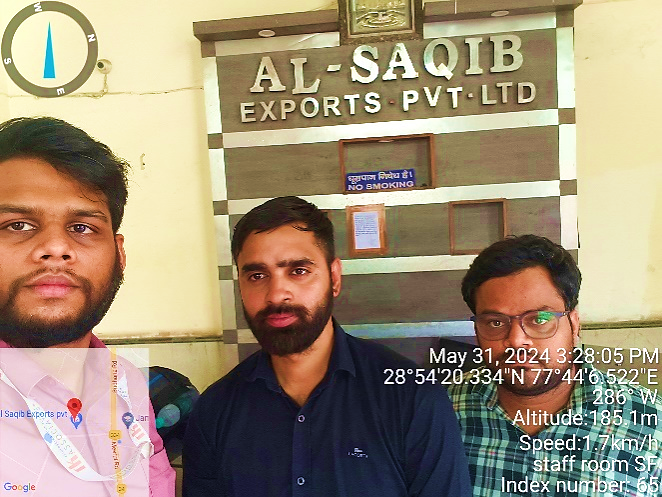 W
N
S
E
AL-SAQIB
EXPORTS·PVT·LTD
धूम्रपान निषेध है।
NO SMOKING
May 31, 2024 3:28:05 PM
28°54'20.334"N 77°44'6.522"E
286° W
Altitude:185.1m
Speed:1.7km/h
staff room SF
Index number: 65
l Saqib Exports pvt
Jan
Google